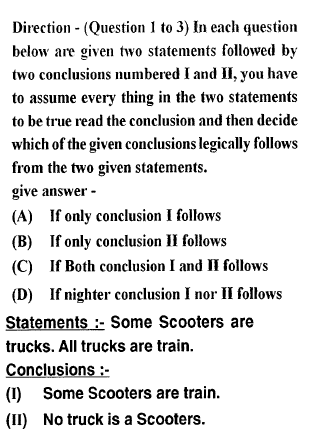 Direction - (Question 1 to 3) In each question
below are given two statements followed by
two conclusions numbered I and II, you have
to assume every thing in the two statements
to be true read the conclusion and then decide
which of the given conclusions legically follows
from the two given statements.
give answer -
(A) If only conclusion I follows
(B) If only conclusion II follows
(C) If Both conclusion I and II follows
(D) If nighter conclusion I nor II follows
Statements :- Some Scooters are
trucks. All trucks are train.
Conclusions :-
(I) Some Scooters are train.
(II) No truck is a Scooters.